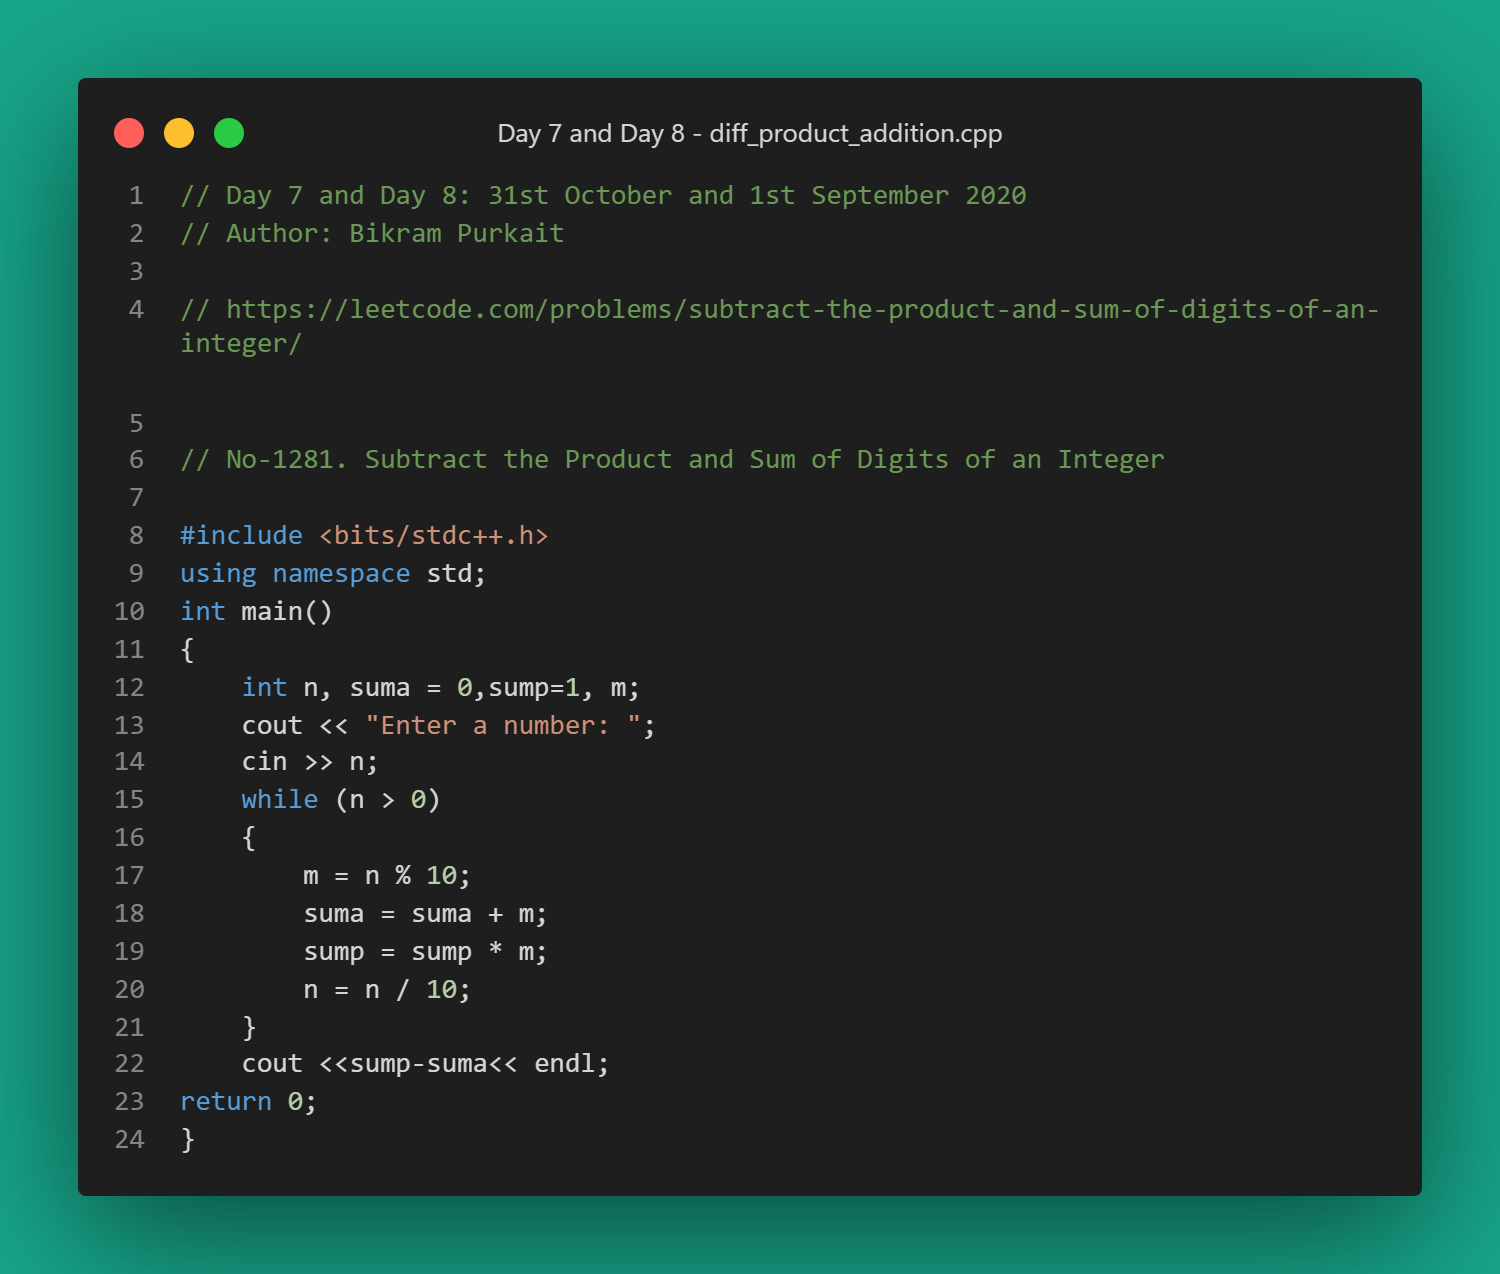 Day 7 and Day 8 - diff_product_addition.cpp
1 // Day 7 and Day 8: 31st October and 1st September 2020
2 // Author: Bikram Purkait
3
4 // https://leetcode.com/problems/subtract-the-product-and-sum-of-digits-of-an-
integer/
5
6 // No-1281. Subtract the Product and Sum of Digits of an Integer
7
8 #include <bits/stdc++.h>
9 using namespace std;
10 int main()
11 {
12     int n, suma = 0,sump=1, m;
13     cout << "Enter a number: ";
14     cin >> n;
15     while (n > 0)
16     {
17         m = n % 10;
18         suma = suma + m;
19         sump = sump * m;
20         n = n / 10;
21     }
22     cout <<sump-suma<< endl;
23 return 0;
24 }